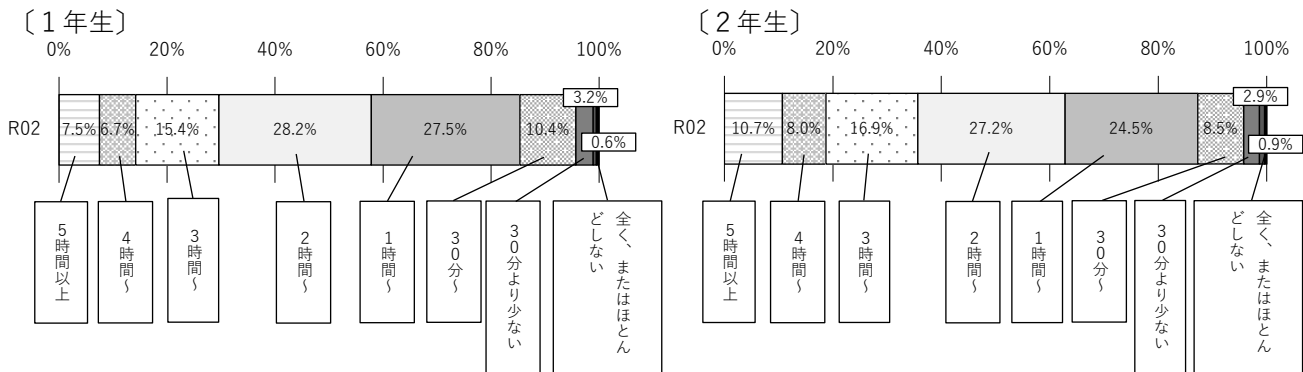 〔１年生〕
0% 20% 40% 60% 80% 100%
R02 7.5% 6.7% 15.4% 28.2% 27.5% 10.4% 3.2% 0.6%
5時間以上
4時間～
3時間～
2時間～
1時間～
30分～
30分より少ない
全く、またはほとん
どしない
〔２年生〕
0% 20% 40% 60% 80% 100%
R02 10.7% 8.0% 16.9% 27.2% 24.5% 8.5% 2.9% 0.9%
5時間以上
4時間～
3時間～
2時間～
1時間～
30分～
30分より少ない
全く、またはほとん
どしない